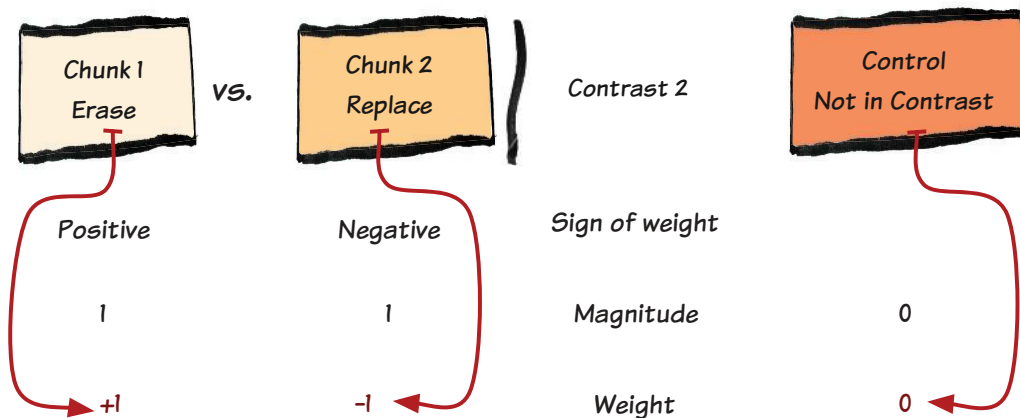 Chunk 1
Erase
vs.
Chunk 2
Replace
Contrast 2
Control
Not in Contrast
Positive
Negative
Sign of weight
1
1
Magnitude
0
+1
-1
Weight
0